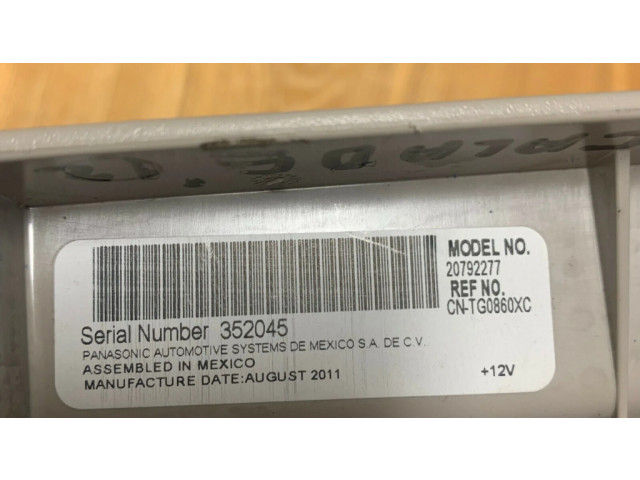 MODEL NO.
20792277
REF NO.
CN-TG0860XC
Serial Number 352045
PANASONIC AUTOMOTIVE SYSTEMS DE MEXICO S.A. DE C.V.
ASSEMBLED IN MEXICO
MANUFACTURE DATE:AUGUST 2011
+12V